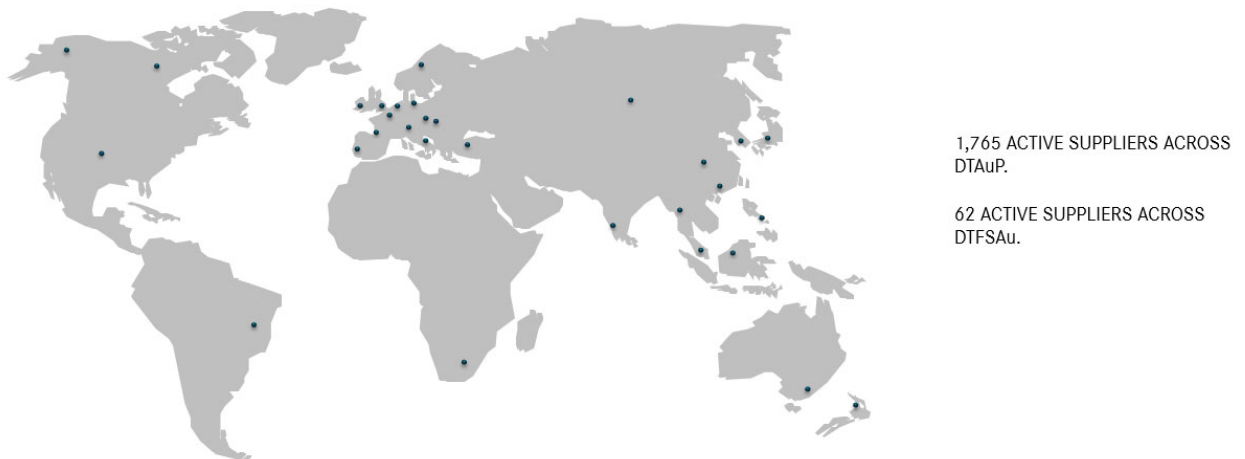 1,765 ACTIVE SUPPLIERS ACROSS
DTAuP.
62 ACTIVE SUPPLIERS ACROSS
DTFSAu.